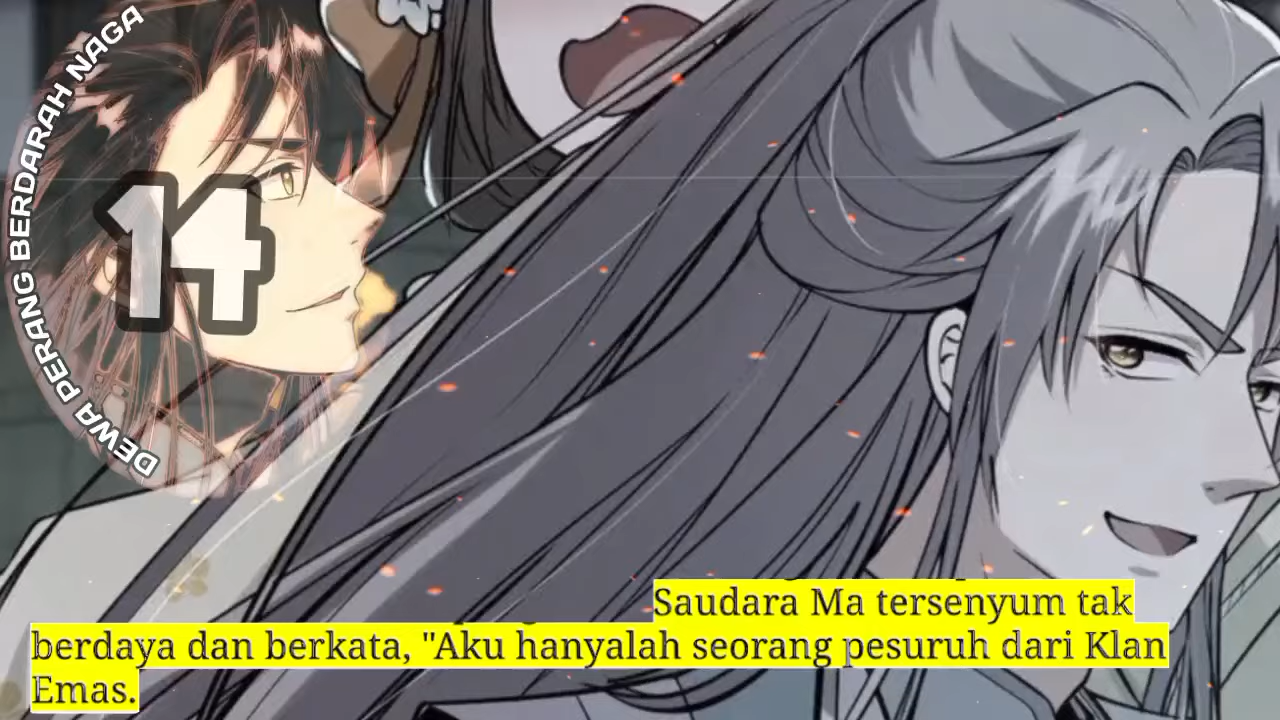 DEWA PERANG BERDARAH NAGA
14
Saudara Ma tersenyum tak
berdaya dan berkata, "Aku hanyalah seorang pesuruh dari Klan
Emas.